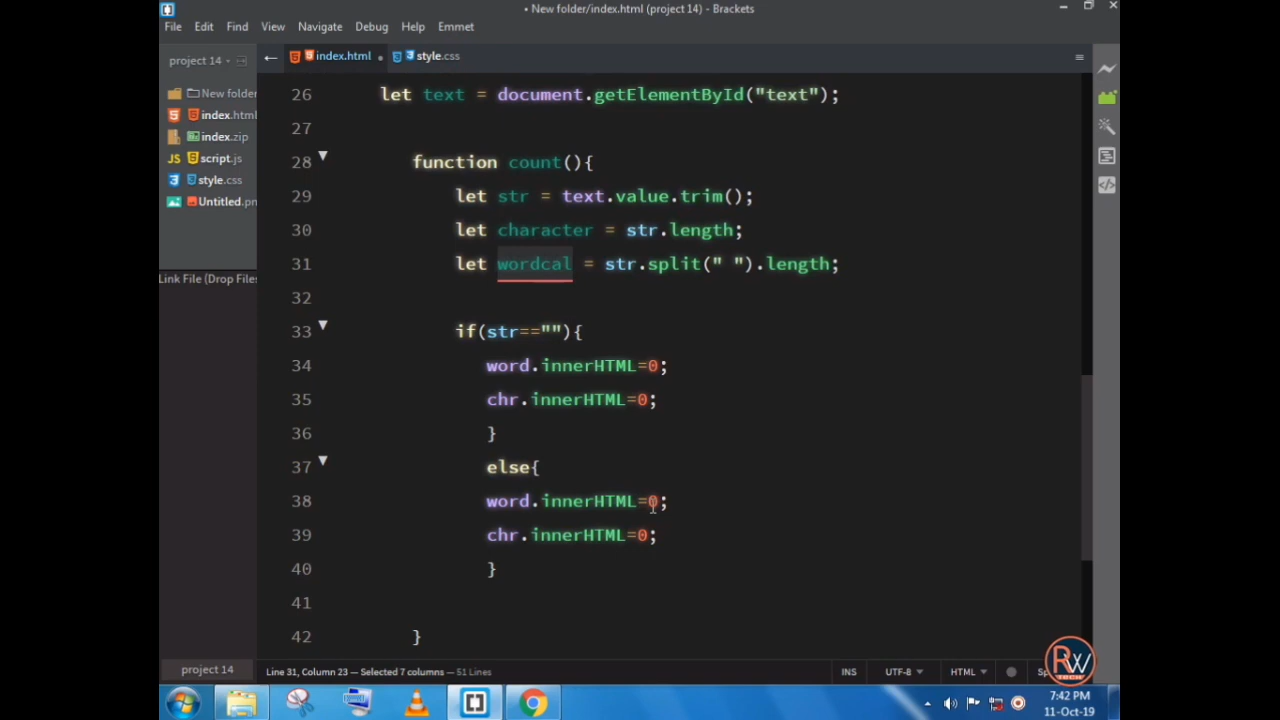 • New folder/index.html (project 14) - Brackets
File Edit Find View Navigate Debug Help Emmet
project 14
index.html • style.css
New folder
index.html
index.zip
script.js
style.css
Untitled.pn
Link File (Drop Files
26 let text = document.getElementById("text");
27
28 function count(){
29 let str = text.value.trim();
30 let character = str.length;
31 let wordcal = str.split(" ").length;
32
33 if(str==""){
34 word.innerHTML=0;
35 chr.innerHTML=0;
36 }
37 else{
38 word.innerHTML=0;
39 chr.innerHTML=0;
40 }
41
42 }
project 14
Line 31, Column 23 — Selected 7 columns — 51 Lines
INS UTF-8 HTML Sp
RW
TECH
7:42 PM
11-Oct-19